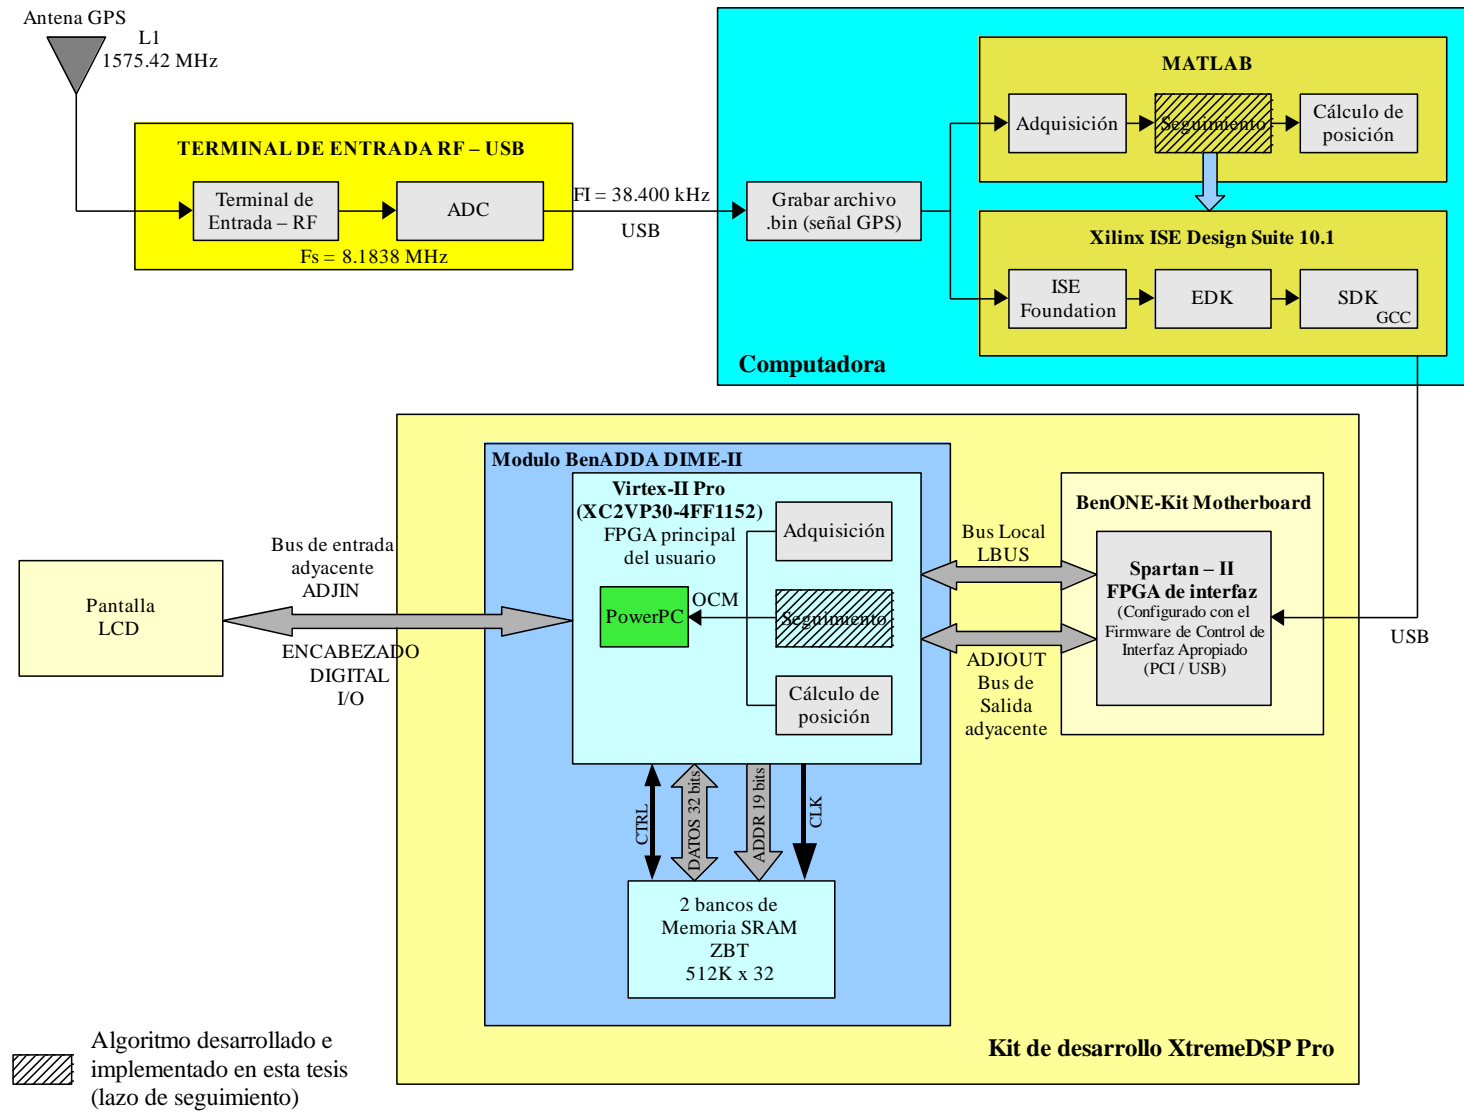 Antena GPS
L1
1575.42 MHz
TERMINAL DE ENTRADA RF – USB
Terminal de
Entrada – RF
ADC
Fs = 8.1838 MHz
FI = 38.400 kHz
USB
Grabar archivo
.bin (señal GPS)
MATLAB
Adquisición
Seguimiento
Cálculo de
posición
Xilinx ISE Design Suite 10.1
ISE
Foundation
EDK
SDK
GCC
Computadora
Modulo BenADDA DIME-II
Virtex-II Pro
(XC2VP30-4FF1152)
FPGA principal
del usuario
Adquisición
PowerPC
OCM
Seguimiento
Cálculo de
posición
Bus de entrada
adyacente
ADJIN
ENCABEZADO
DIGITAL
I/O
Pantalla
LCD
Bus Local
LBUS
ADJOUT
Bus de
Salida
adyacente
BenONE-Kit Motherboard
Spartan – II
FPGA de interfaz
(Configurado con el
Firmware de Control de
Interfaz Apropiado
(PCI / USB)
USB
CTRL
DATOS 32 bits
ADDR 19 bits
CLK
2 bancos de
Memoria SRAM
ZBT
512K x 32
Kit de desarrollo XtremeDSP Pro
Algoritmo desarrollado e
implementado en esta tesis
(lazo de seguimiento)